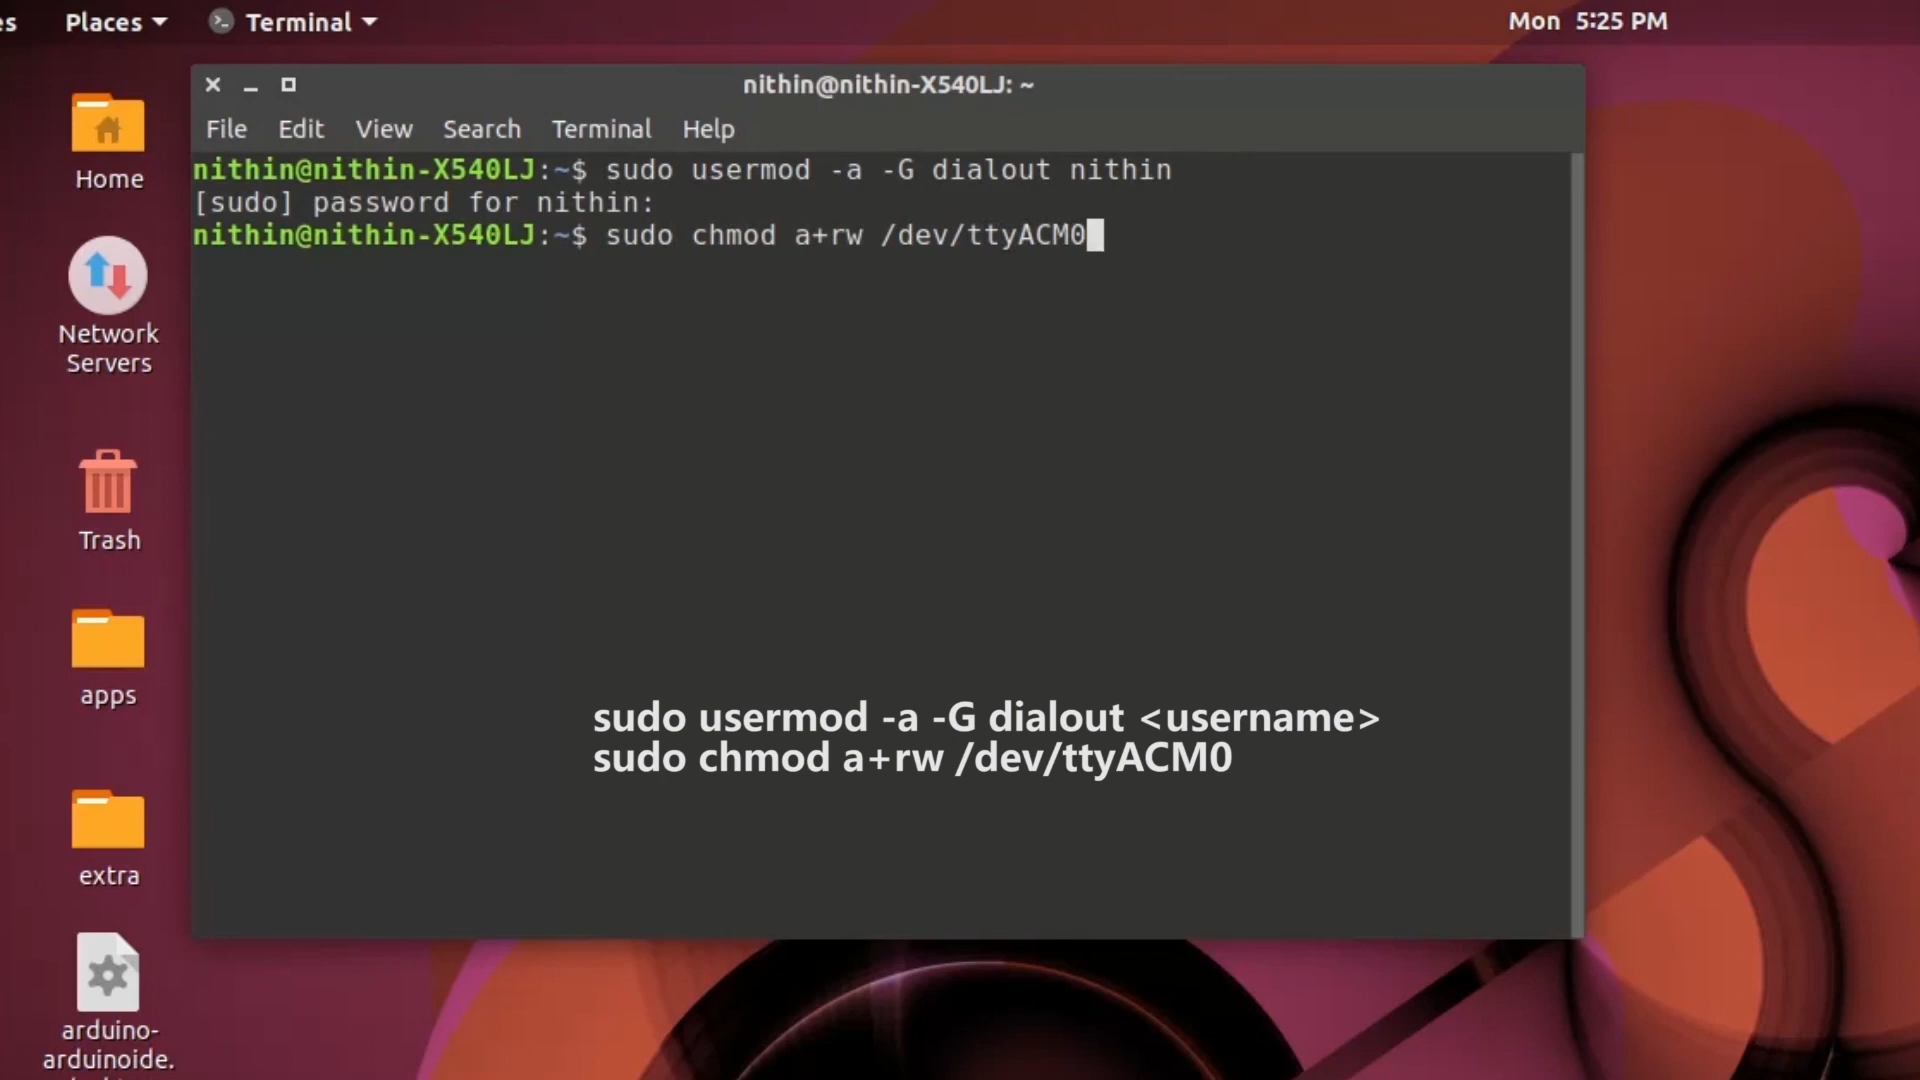 es Places Terminal Mon 5:25 PM
nithin@nithin-X540LJ: ~
File Edit View Search Terminal Help
nithin@nithin-X540LJ:~$ sudo usermod -a -G dialout nithin
[sudo] password for nithin:
nithin@nithin-X540LJ:~$ sudo chmod a+rw /dev/ttyACM0
Home
Network
Servers
Trash
apps
extra
arduino-
arduinoide.
sudo usermod -a -G dialout <username>
sudo chmod a+rw /dev/ttyACM0